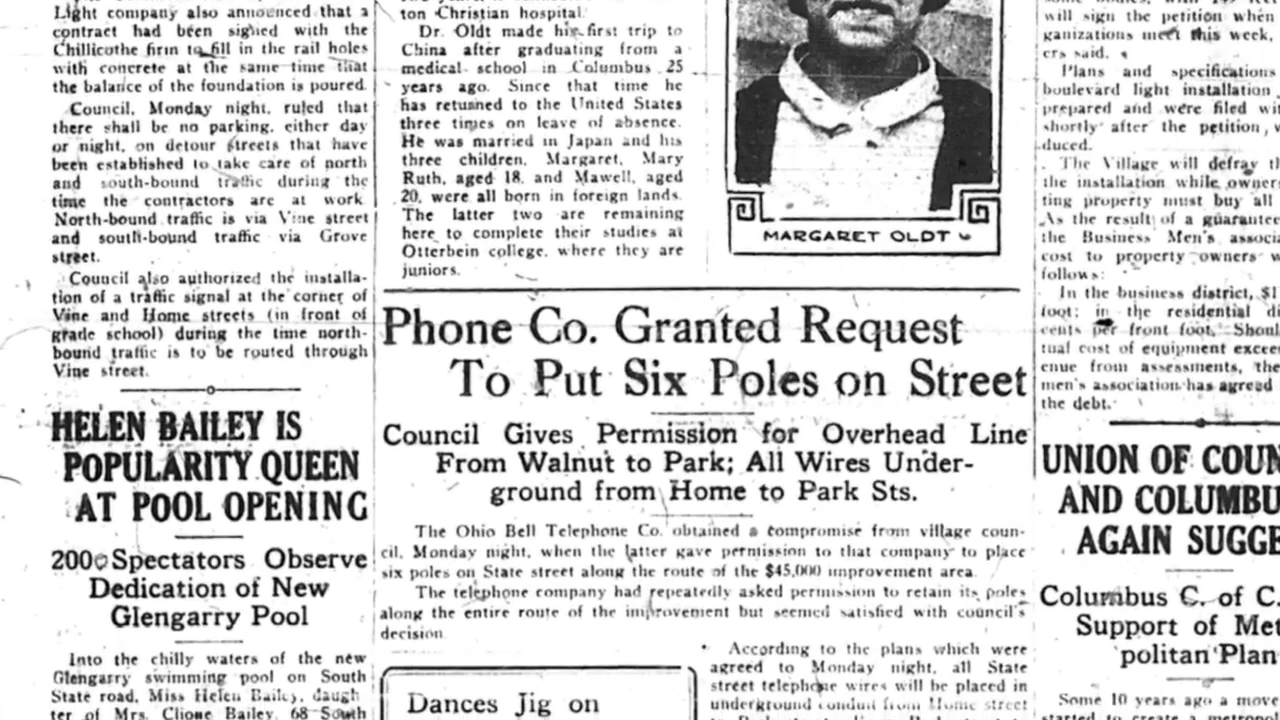 Light company also announced that a
contract had been signed with the
Chillicothe firm to fill in the rail holes
with concrete at the same time that
the balance of the foundation is poured.
Council, Monday night, ruled that
there shall be no parking, either day
or night, on detour streets that have
been established to take care of north
and south-bound traffic during the
time the contractors are at work
North-bound traffic is via Vine street
and south-bound traffic via Grove
street.
Council also authorized the installa-
tion of a traffic signal at the corner of
Vine and Home streets (in front of
grade school) during the time north-
bound traffic is to be routed through
Vine street.
HELEN BAILEY IS
POPULARITY QUEEN
AT POOL OPENING
200 Spectators Observe
Dedication of New
Glengarry Pool
Into the chilly waters of the new
Glengarry swimming pool on South
State road, Miss Helen Bailey, daugh
ter of Mrs. Clione Bailey, 68 South
ton Christian hospital.
Dr. Oldt made his first trip to
China after graduating from a
medical school in Columbus 25
years ago. Since that time he
has returned to the United States
three times on leave of absence.
He was married in Japan and his
three children, Margaret, Mary
Ruth, aged 18, and Mawell, aged
20, were all born in foreign lands.
The latter two are remaining
here to complete their studies at
Otterbein college, where they are
juniors.
MARGARET OLDT
Phone Co. Granted Request
To Put Six Poles on Street
Council Gives Permission for Overhead Line
From Walnut to Park; All Wires Under-
ground from Home to Park Sts.
The Ohio Bell Telephone Co. obtained a compromise from village coun-
cil, Monday night, when the latter gave permission to that company to place
six poles on State street along the route of the $45,000 improvement area.
The telephone company had repeatedly asked permission to retain its poles
along the entire route of the improvement but seemed satisfied with council's
decision.
Dances Jig on
According to the plans which were
agreed to Monday night, all State
street telephone wires will be placed in
underground conduit from Home street
will sign the petition when
ganizations meet this week,
ers said.
Plans and specifications
boulevard light installation
prepared and were filed wi
shortly after the petition
duced.
The Village will defray th
the installation while owner
ting property must buy all
As the result of a guarantee
the Business Men's associa
cost to property owners w
follows:
In the business district, $1
foot; in the residential di
cents per front foot. Shoul
tual cost of equipment excee
enue from assessments, the
men's association has agreed
the debt.
UNION OF COUN
AND COLUMBU
AGAIN SUGGE
Columbus C. of C.
Support of Met
politan Plan
Some 10 years ago a move
started to create a metropol